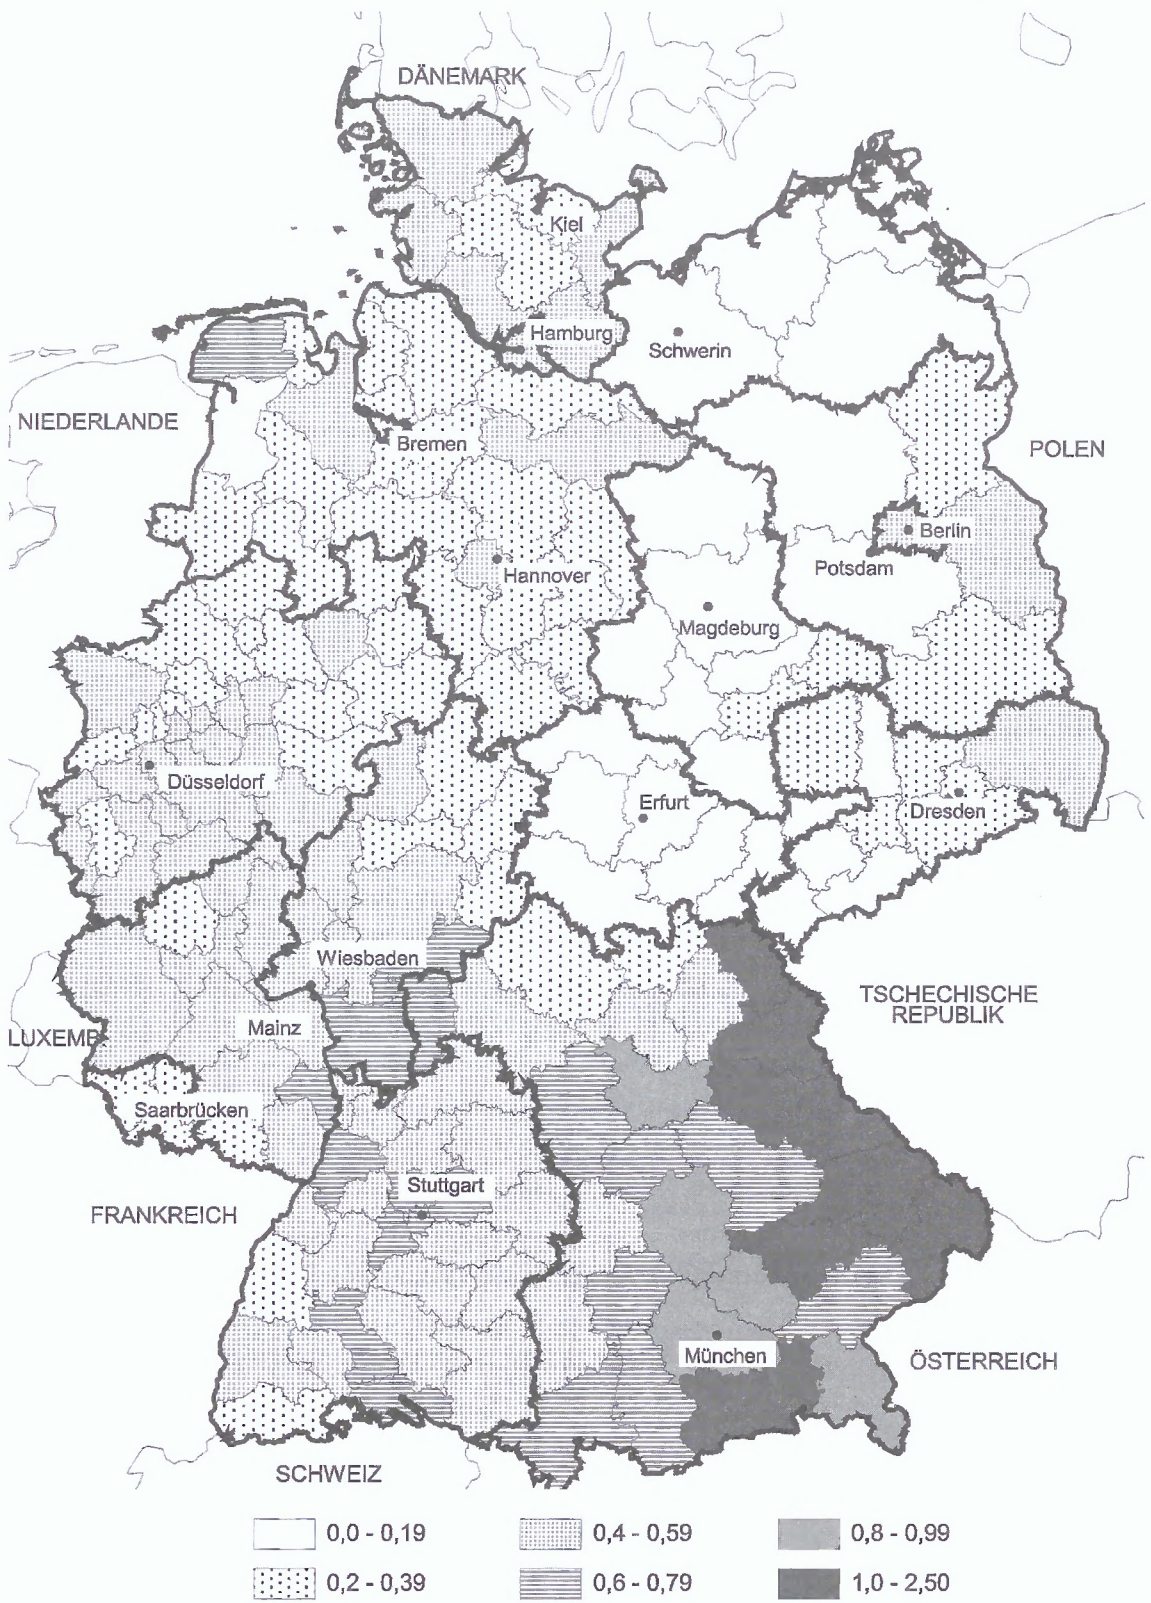 DÄNEMARK
Kiel
Hamburg
Schwerin
NIEDERLANDE
Bremen
POLEN
Berlin
Hannover
Potsdam
Magdeburg
Düsseldorf
Erfurt
Dresden
Wiesbaden
TSCHECHISCHE
REPUBLIK
LUXEMB
Mainz
Saarbrücken
Stuttgart
FRANKREICH
München
ÖSTERREICH
SCHWEIZ
0,0 - 0,19
0,4 - 0,59
0,8 - 0,99
0,2 - 0,39
0,6 - 0,79
1,0 - 2,50